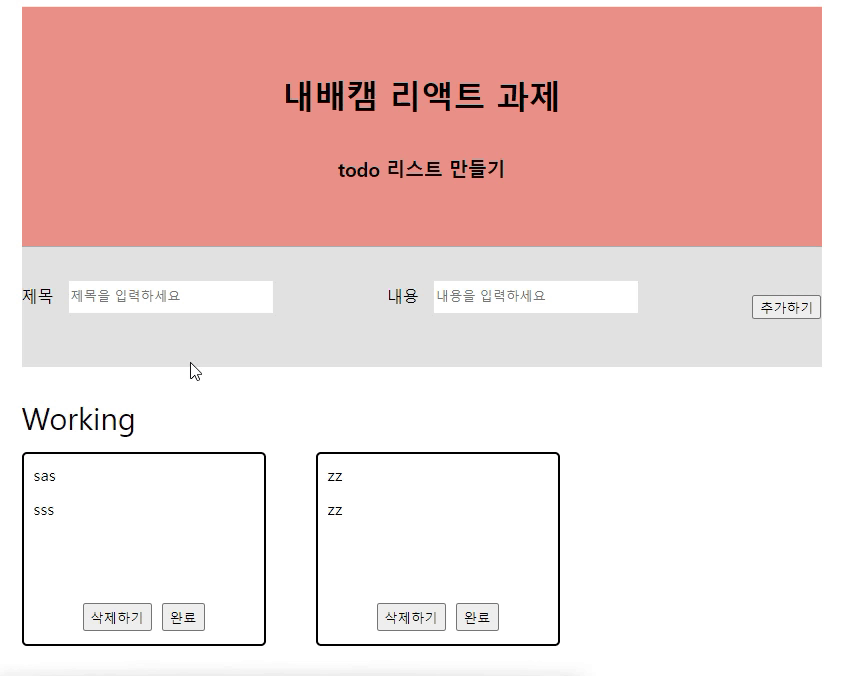 내배캠 리액트 과제
todo 리스트 만들기
제목 제목을 입력하세요 내용 내용을 입력하세요 추가하기
Working
sas
sss
삭제하기 완료
zz
zz
삭제하기 완료